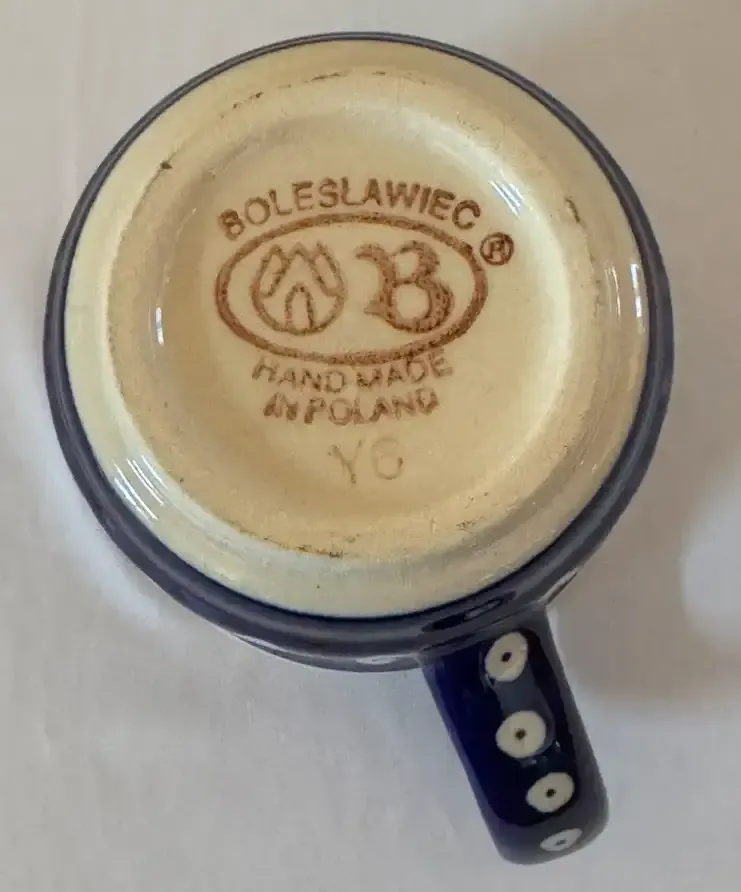 BOLESŁAWIEC
B ®
HAND MADE
IN POLAND
Y6